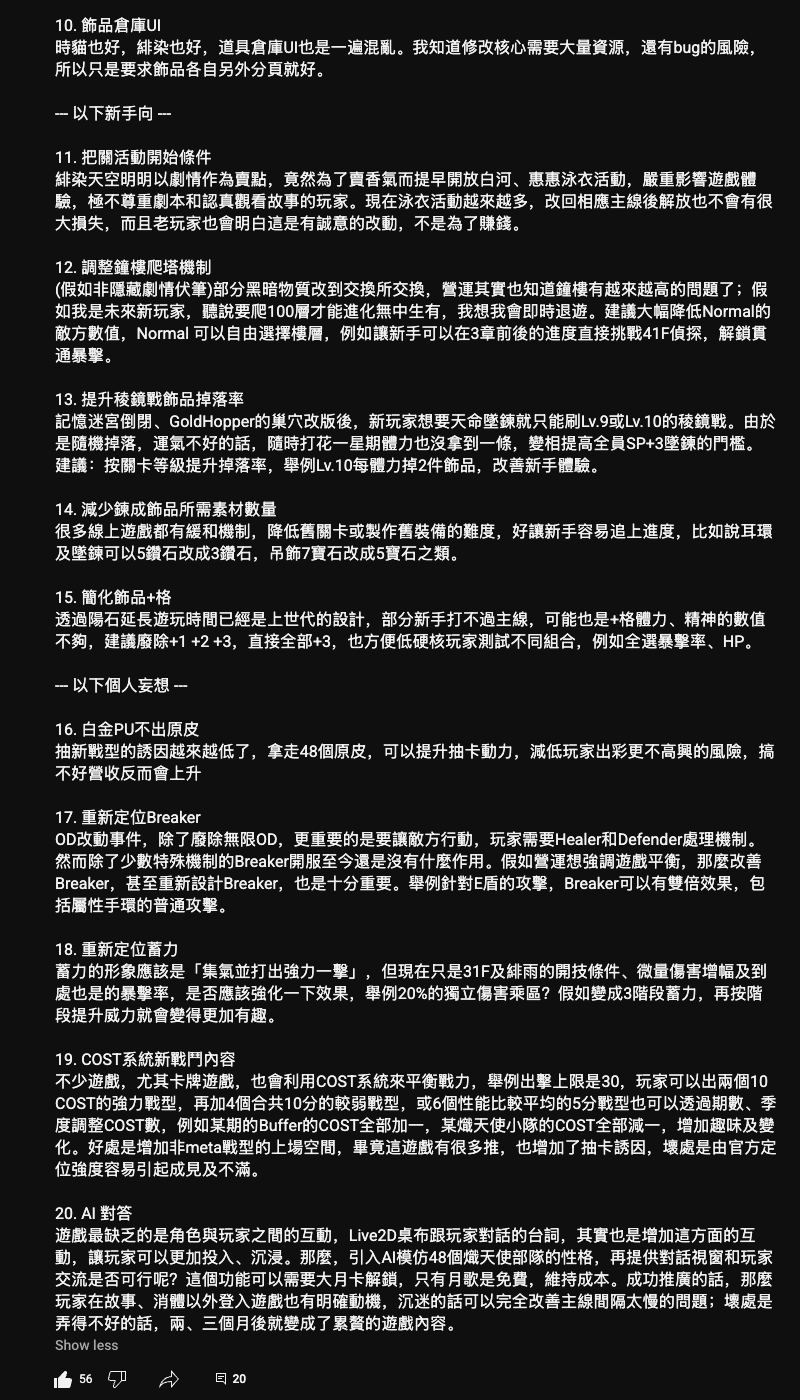 10. 飾品倉庫UI
時貓也好，緋染也好，道具倉庫UI也是一遍混亂。我知道修改核心需要大量資源，還有bug的風險，
所以只是要求飾品各自另外分頁就好。
--- 以下新手向 ---
11. 把關活動開始條件
緋染天空明明以劇情作為賣點，竟然為了賣香氣而提早開放白河、惠惠泳衣活動，嚴重影響遊戲體
驗，極不尊重劇本和認真觀看故事的玩家。現在泳衣活動越來越多，改回相應主線後解放也不會有很
大損失，而且老玩家也會明白這是有誠意的改動，不是為了賺錢。
12. 調整鐘樓爬塔機制
(假如非隱藏劇情伏筆)部分黑暗物質改到交換所交換，營運其實也知道鐘樓有越來越高的問題了；假
如我是未來新玩家，聽說要爬100層才能進化無中生有，我想我會即時退遊。建議大幅降低Normal的
敵方數值，Normal 可以自由選擇樓層，例如讓新手可以在3章前後的進度直接挑戰41F偵探，解鎖貫
通暴擊。
13. 提升稜鏡戰飾品掉落率
記憶迷宮倒閉、GoldHopper的巢穴改版後，新玩家想要天命墜鍊就只能刷Lv.9或Lv.10的稜鏡戰。由於
是隨機掉落，運氣不好的話，隨時打花一星期體力也沒拿到一條，變相提高全員SP+3墜鍊的門檻。
建議：按關卡等級提升掉落率，舉例Lv.10每體力掉2件飾品，改善新手體驗。
14. 減少鍊成飾品所需素材數量
很多線上遊戲都有緩和機制，降低舊關卡或製作舊裝備的難度，好讓新手容易追上進度，比如說耳環
及墜鍊可以5鑽石改成3鑽石，吊飾7寶石改成5寶石之類。
15. 簡化飾品+格
透過陽石延長遊玩時間已經是上世代的設計，部分新手打不過主線，可能也是+格體力、精神的數值
不夠，建議廢除+1 +2 +3，直接全部+3，也方便低硬核玩家測試不同組合，例如全選暴擊率、HP。
--- 以下個人妄想 ---
16. 白金PU不出原皮
抽新戰型的誘因越來越低了，拿走48個原皮，可以提升抽卡動力，減低玩家出彩更不高興的風險，搞
不好營收反而會上升
17. 重新定位Breaker
OD改動事件，除了廢除無限OD，更重要的是要讓敵方行動，玩家需要Healer和Defender處理機制。
然而除了少數特殊機制的Breaker開服至今還是沒有什麼作用。假如營運想強調遊戲平衡，那麼改善
Breaker，甚至重新設計Breaker，也是十分重要。舉例針對E盾的攻擊，Breaker可以有雙倍效果，包
括屬性手環的普通攻擊。
18. 重新定位蓄力
蓄力的形象應該是「集氣並打出強力一擊」，但現在只是31F及緋雨的開技條件、微量傷害增幅及到
處也是的暴擊率，是否應該強化一下效果，舉例20%的獨立傷害乘區？假如變成3階段蓄力，再按階
段提升威力就會變得更加有趣。
19. COST系統新戰鬥內容
不少遊戲，尤其卡牌遊戲，也會利用COST系統來平衡戰力，舉例出擊上限是30，玩家可以出兩個10
COST的強力戰型，再加4個合共10分的較弱戰型，或6個性能比較平均的5分戰型也可以透過期數、季
度調整COST數，例如某期的Buffer的COST全部加一，某熾天使小隊的COST全部減一，增加趣味及變
化。好處是增加非meta戰型的上場空間，畢竟這遊戲有很多推，也增加了抽卡誘因，壞處是由官方定
位強度容易引起成見及不滿。
20. AI 對答
遊戲最缺乏的是角色與玩家之間的互動，Live2D桌布跟玩家對話的台詞，其實也是增加這方面的互
動，讓玩家可以更加投入、沉浸。那麼，引入AI模仿48個熾天使部隊的性格，再提供對話視窗和玩家
交流是否可行呢？這個功能可以需要大月卡解鎖，只有月歌是免費，維持成本。成功推廣的話，那麼
玩家在故事、消體以外登入遊戲也有明確動機，沉迷的話可以完全改善主線間隔太慢的問題；壞處是
弄得不好的話，兩、三個月後就變成了累贅的遊戲內容。
Show less
56
20